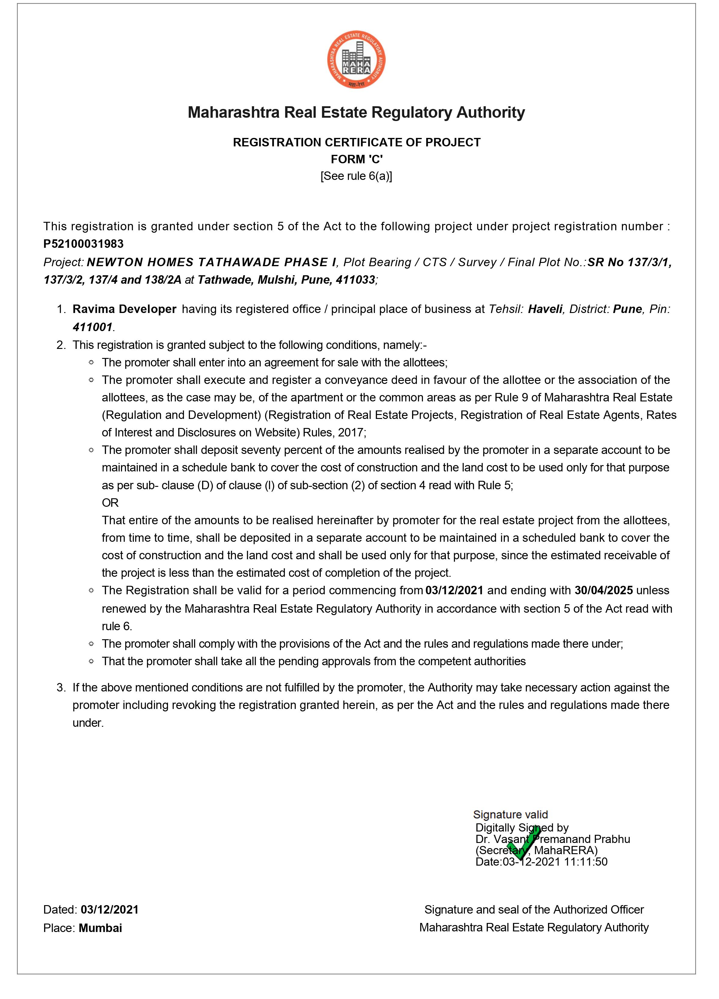 MAHARASHTRA REAL ESTATE REGULATORY AUTHORITY
MAHA
RERA
महा-रेरा
Maharashtra Real Estate Regulatory Authority
REGISTRATION CERTIFICATE OF PROJECT
FORM 'C'
[See rule 6(a)]
This registration is granted under section 5 of the Act to the following project under project registration number :
P52100031983
Project: NEWTON HOMES TATHAWADE PHASE I, Plot Bearing / CTS / Survey / Final Plot No.:SR No 137/3/1,
137/3/2, 137/4 and 138/2A at Tathwade, Mulshi, Pune, 411033;
1. Ravima Developer having its registered office / principal place of business at Tehsil: Haveli, District: Pune, Pin:
411001.
2. This registration is granted subject to the following conditions, namely:-
The promoter shall enter into an agreement for sale with the allottees;
The promoter shall execute and register a conveyance deed in favour of the allottee or the association of the
allottees, as the case may be, of the apartment or the common areas as per Rule 9 of Maharashtra Real Estate
(Regulation and Development) (Registration of Real Estate Projects, Registration of Real Estate Agents, Rates
of Interest and Disclosures on Website) Rules, 2017;
The promoter shall deposit seventy percent of the amounts realised by the promoter in a separate account to be
maintained in a schedule bank to cover the cost of construction and the land cost to be used only for that purpose
as per sub- clause (D) of clause (l) of sub-section (2) of section 4 read with Rule 5;
OR
That entire of the amounts to be realised hereinafter by promoter for the real estate project from the allottees,
from time to time, shall be deposited in a separate account to be maintained in a scheduled bank to cover the
cost of construction and the land cost and shall be used only for that purpose, since the estimated receivable of
the project is less than the estimated cost of completion of the project.
The Registration shall be valid for a period commencing from 03/12/2021 and ending with 30/04/2025 unless
renewed by the Maharashtra Real Estate Regulatory Authority in accordance with section 5 of the Act read with
rule 6.
The promoter shall comply with the provisions of the Act and the rules and regulations made there under;
That the promoter shall take all the pending approvals from the competent authorities
3. If the above mentioned conditions are not fulfilled by the promoter, the Authority may take necessary action against the
promoter including revoking the registration granted herein, as per the Act and the rules and regulations made there
under.
Signature valid
Digitally Signed by
Dr. Vasant Premanand Prabhu
(Secretary, MahaRERA)
Date:03-12-2021 11:11:50
Dated: 03/12/2021
Place: Mumbai
Signature and seal of the Authorized Officer
Maharashtra Real Estate Regulatory Authority